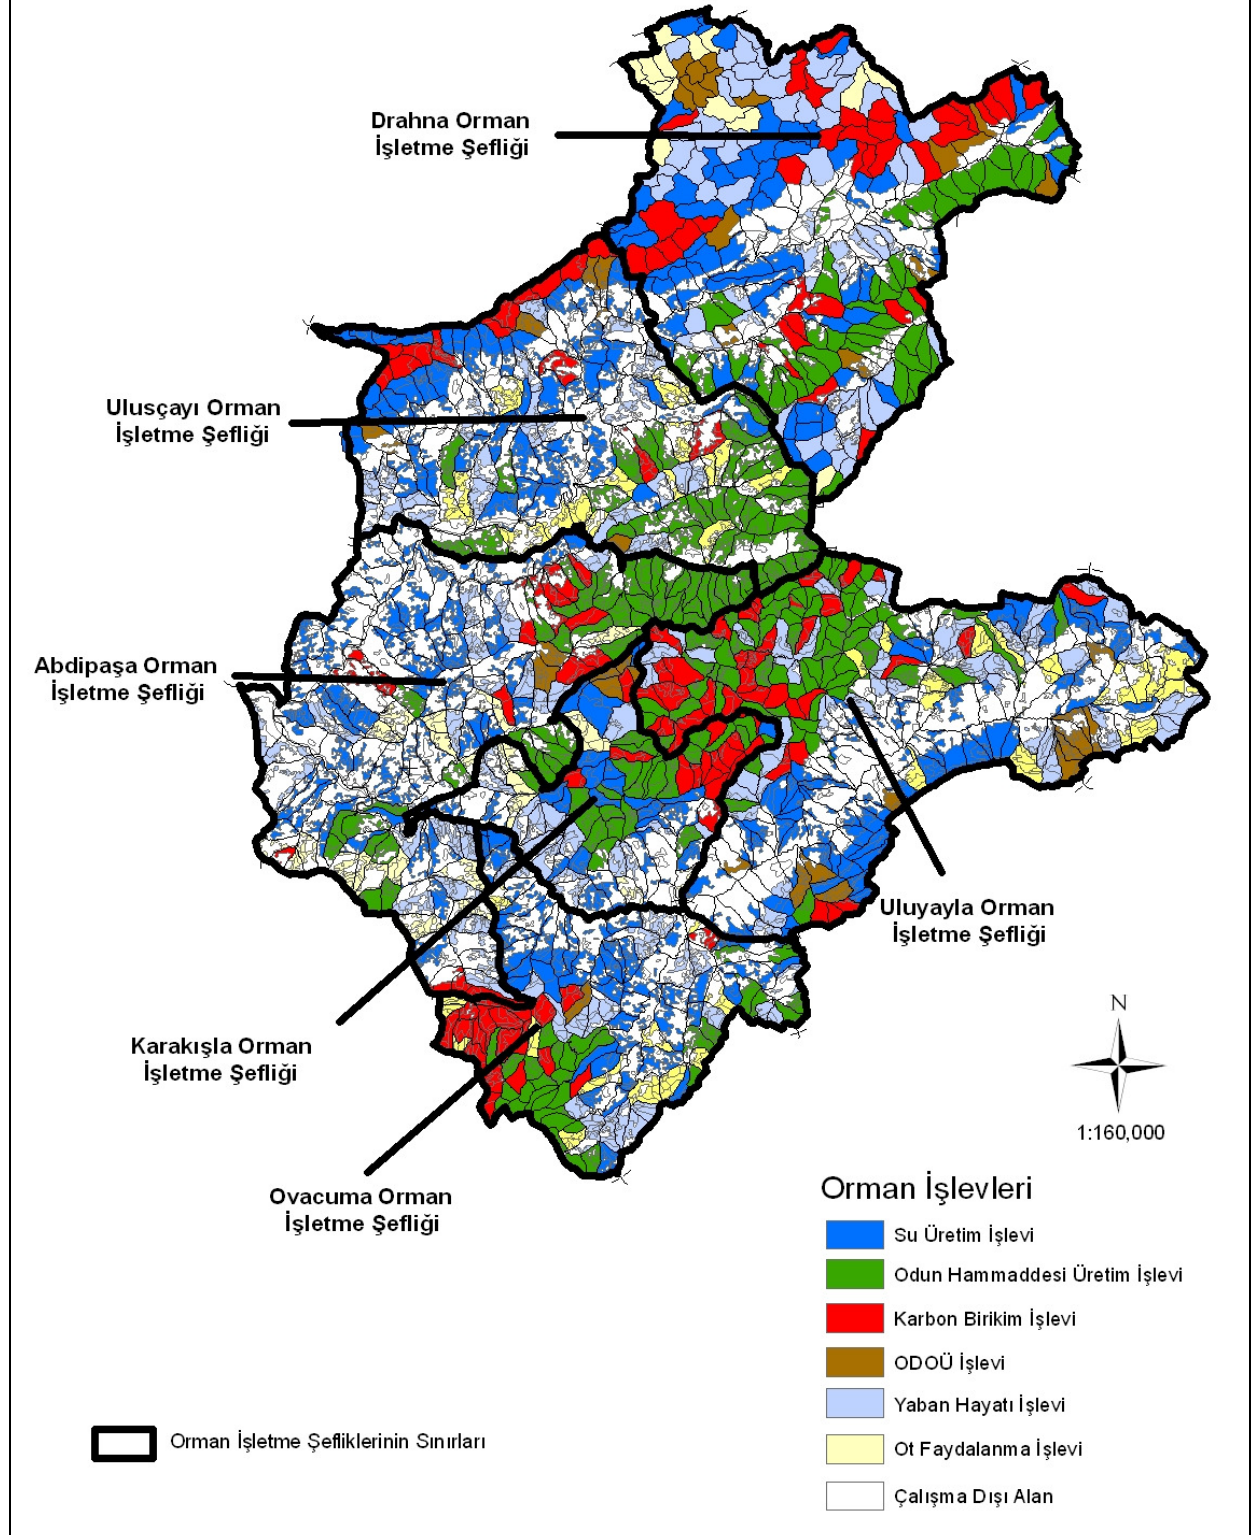 Drahna Orman
İşletme Şefliği
Ulusçayı Orman
İşletme Şefliği
Abdipaşa Orman
İşletme Şefliği
Uluyayla Orman
İşletme Şefliği
Karakışla Orman
İşletme Şefliği
Ovacuma Orman
İşletme Şefliği
N
1:160,000
Orman İşlevleri
Su Üretim İşlevi
Odun Hammaddesi Üretim İşlevi
Karbon Birikim İşlevi
ODOÜ İşlevi
Yaban Hayatı İşlevi
Ot Faydalanma İşlevi
Çalışma Dışı Alan
Orman İşletme Şefliklerinin Sınırları